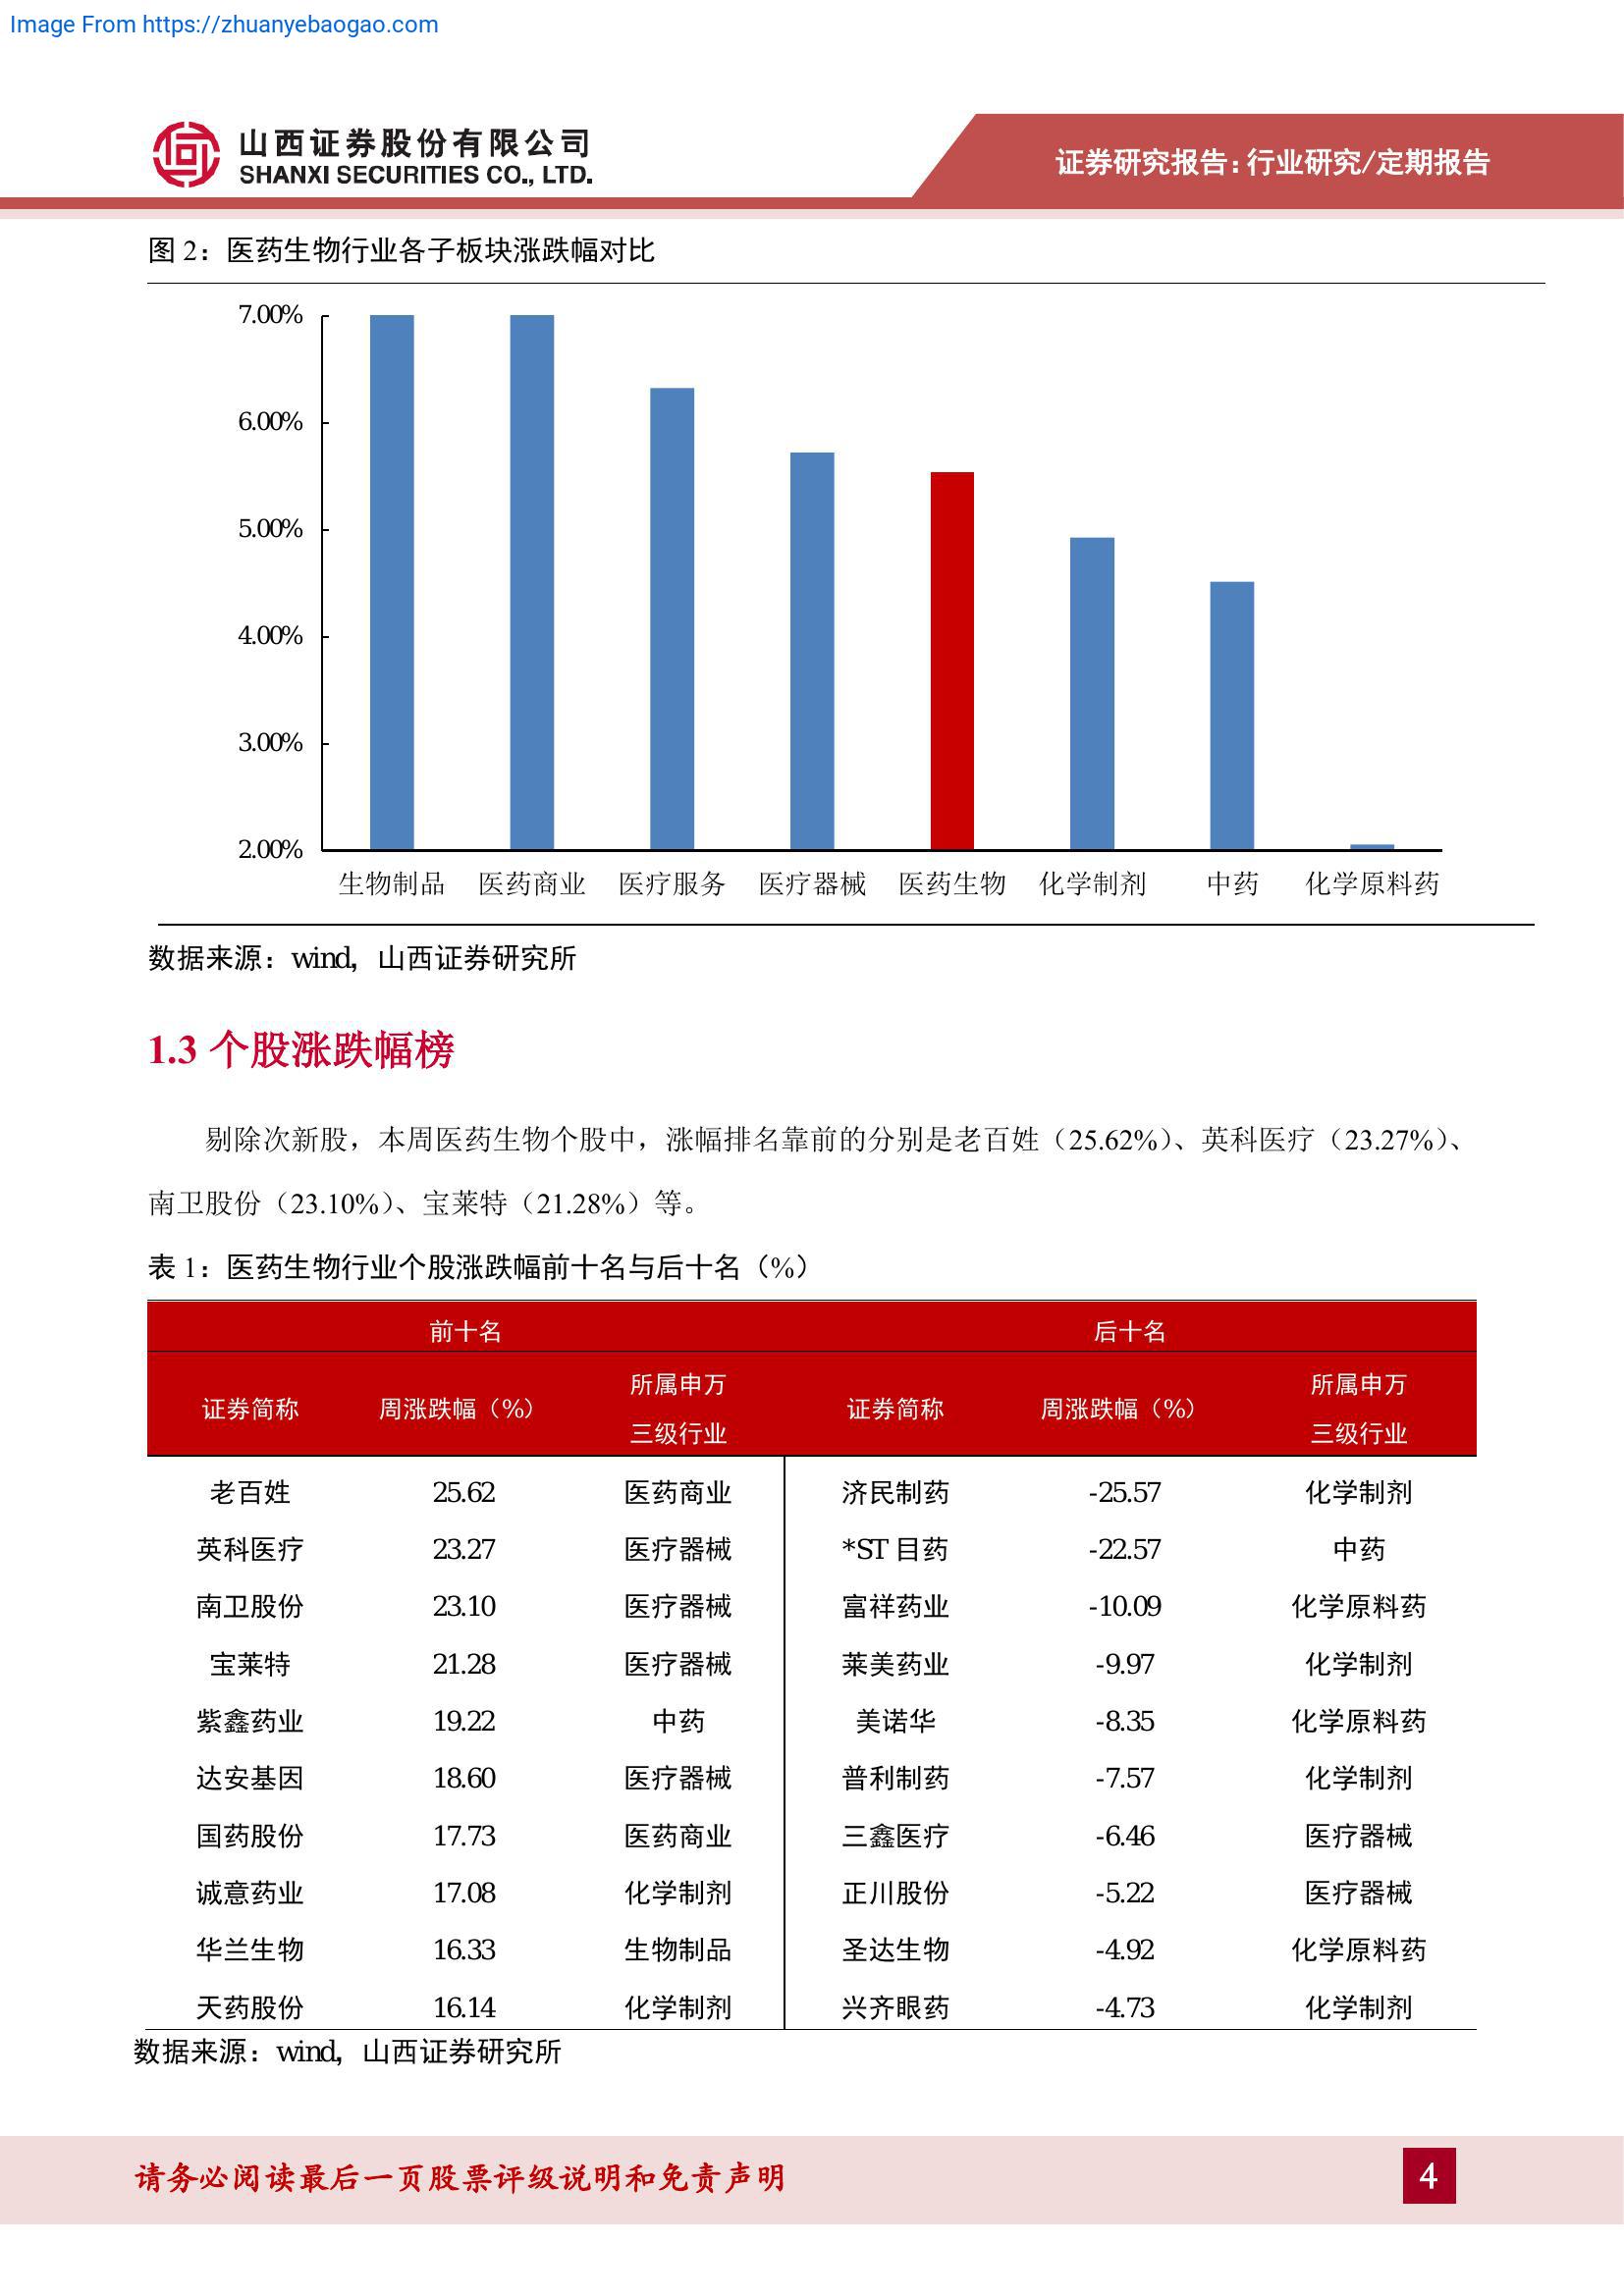 Image From https://zhuanyebaogao.com
山西证券股份有限公司
SHANXI SECURITIES CO., LTD.
证券研究报告：行业研究/定期报告
图 2：医药生物行业各子板块涨跌幅对比
7.00%
6.00%
5.00%
4.00%
3.00%
2.00%
生物制品 医药商业 医疗服务 医疗器械 医药生物 化学制剂 中药 化学原料药
数据来源：wind，山西证券研究所
1.3 个股涨跌幅榜
剔除次新股，本周医药生物个股中，涨幅排名靠前的分别是老百姓（25.62%）、英科医疗（23.27%）、
南卫股份（23.10%）、宝莱特（21.28%）等。
表 1：医药生物行业个股涨跌幅前十名与后十名（%）
前十名 后十名
证券简称 周涨跌幅（%） 所属申万三级行业 证券简称 周涨跌幅（%） 所属申万三级行业
老百姓 25.62 医药商业 济民制药 -25.57 化学制剂
英科医疗 23.27 医疗器械 *ST 目药 -22.57 中药
南卫股份 23.10 医疗器械 富祥药业 -10.09 化学原料药
宝莱特 21.28 医疗器械 莱美药业 -9.97 化学制剂
紫鑫药业 19.22 中药 美诺华 -8.35 化学原料药
达安基因 18.60 医疗器械 普利制药 -7.57 化学制剂
国药股份 17.73 医药商业 三鑫医疗 -6.46 医疗器械
诚意药业 17.08 化学制剂 正川股份 -5.22 医疗器械
华兰生物 16.33 生物制品 圣达生物 -4.92 化学原料药
天药股份 16.14 化学制剂 兴齐眼药 -4.73 化学制剂
数据来源：wind，山西证券研究所
请务必阅读最后一页股票评级说明和免责声明
4